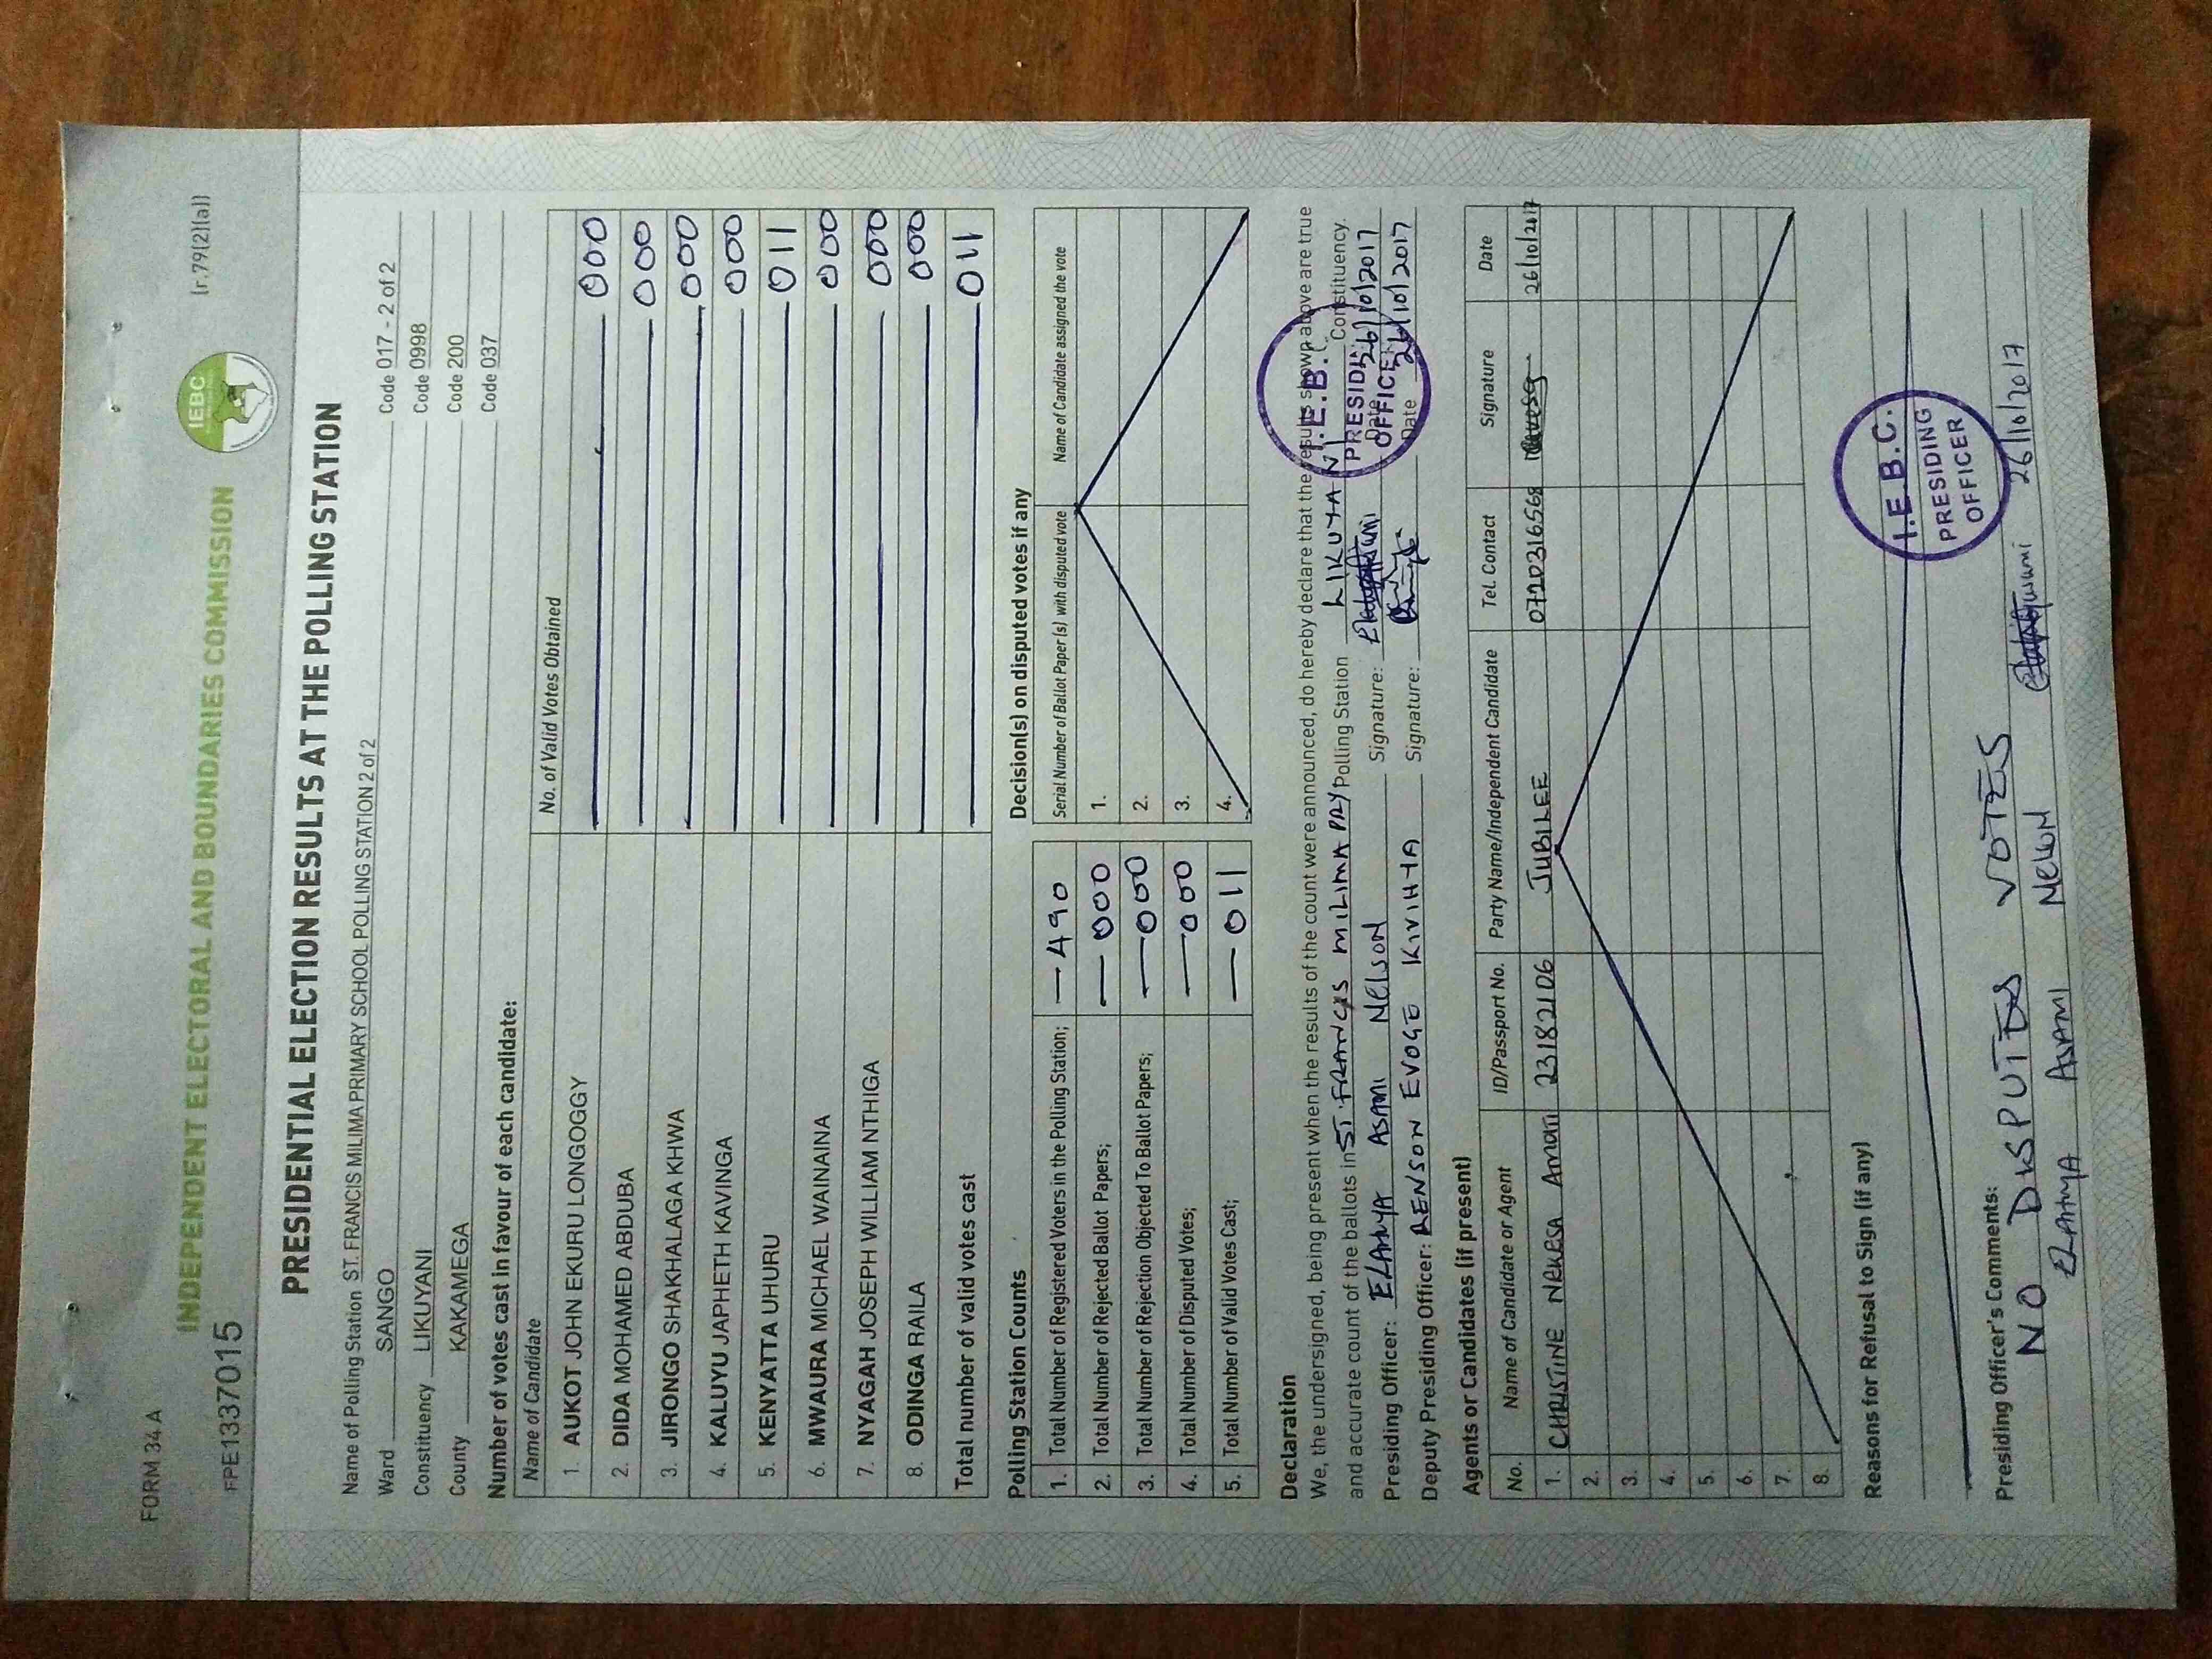 FORM 34 A
INDEPENDENT ELECTORAL AND BOUNDARIES COMMISSION
IEBC
(r.79(2)(a))
FPE1337015
PRESIDENTIAL ELECTION RESULTS AT THE POLLING STATION
Name of Polling Station ST. FRANCIS MILIMA PRIMARY SCHOOL POLLING STATION 2 of 2
Ward SANGO Code 017 - 2 of 2
Constituency LIKUYANI Code 0998
County KAKAMEGA Code 200
Code 037
Number of votes cast in favour of each candidate:
Name of Candidate No. of Valid Votes Obtained
1. AUKOT JOHN EKURU LONGOGGY 000
2. DIDA MOHAMED ABDUBA 000
3. JIRONGO SHAKHALAGA KHWA 000
4. KALUYU JAPHETH KAVINGA 000
5. KENYATTA UHURU 011
6. MWAURA MICHAEL WAINAINA 000
7. NYAGAH JOSEPH WILLIAM NTHIGA 000
8. ODINGA RAILA 000
Total number of valid votes cast 011
Polling Station Counts
1. Total Number of Registered Voters in the Polling Station; 490
2. Total Number of Rejected Ballot Papers; 000
3. Total Number of Rejection Objected To Ballot Papers; 000
4. Total Number of Disputed Votes; 000
5. Total Number of Valid Votes Cast; 011
Decision(s) on disputed votes if any
Serial Number of Ballot Paper (s) with disputed vote Name of Candidate assigned the vote
1.
2.
3.
4.
Declaration
We, the undersigned, being present when the results of the count were announced, do hereby declare that the results shown above are true
and accurate count of the ballots in ST. FRANCIS MILIMA PRY Polling Station LIKUYANI Constituency.
Presiding Officer: ELAMYA ASAMI NELSON Signature: Date 26/10/2017
Deputy Presiding Officer: RENSON EVOGE KIVIHA Signature: Date 26/10/2017
I.E.B.C.
PRESIDING
OFFICER
Agents or Candidates (if present)
No. Name of Candidate or Agent ID/Passport No. Party Name/Independent Candidate Tel. Contact Signature Date
1. CHRISTINE NEKESA AMANI 23182106 JUBILEE 0720316568 26/10/2017
2.
3.
4.
5.
6.
7.
8.
Reasons for Refusal to Sign (if any)
I.E.B.C.
PRESIDING
OFFICER
Presiding Officer's Comments:
NO DISPUTED VOTES
ELAMYA ASAMI NELSON 26/10/2017